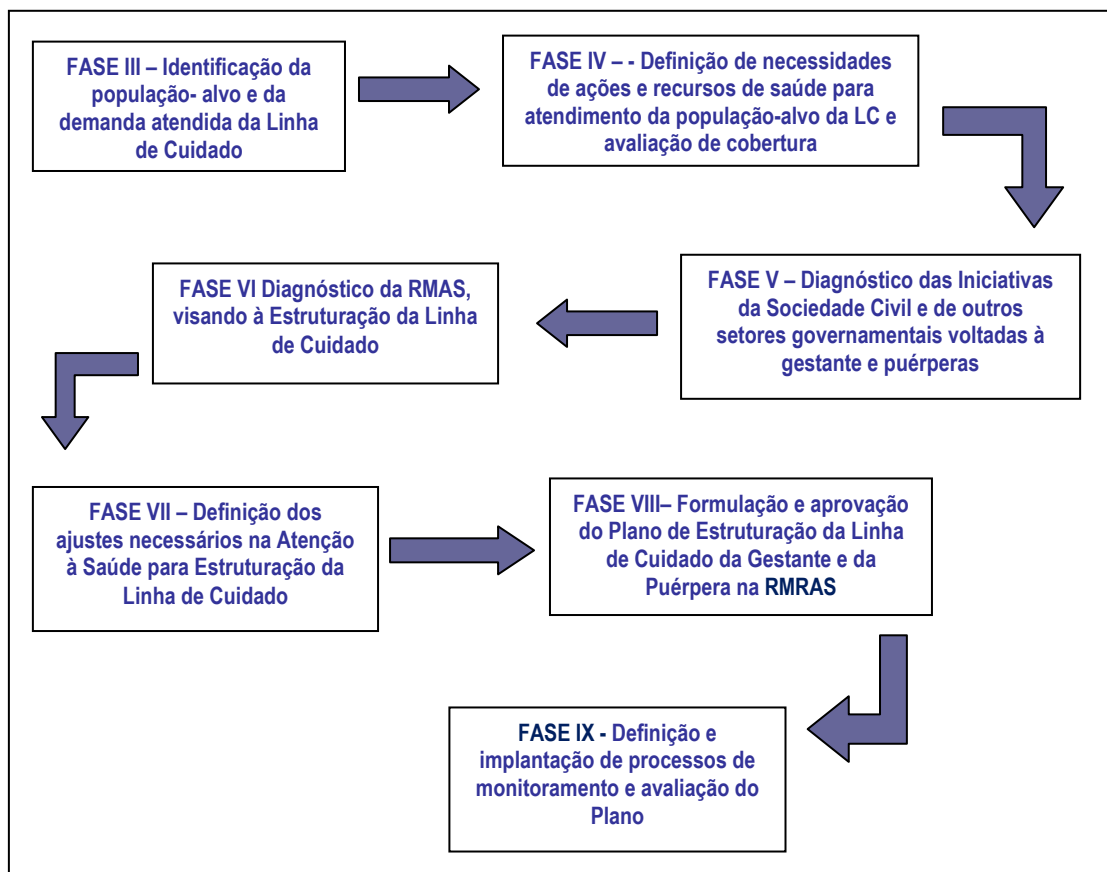 FASE III – Identificação da
população- alvo e da
demanda atendida da Linha
de Cuidado
FASE IV – - Definição de necessidades
de ações e recursos de saúde para
atendimento da população-alvo da LC e
avaliação de cobertura
FASE V – Diagnóstico das Iniciativas
da Sociedade Civil e de outros
setores governamentais voltadas à
gestante e puérperas
FASE VI Diagnóstico da RMAS,
visando à Estruturação da Linha
de Cuidado
FASE VII – Definição dos
ajustes necessários na Atenção
à Saúde para Estruturação da
Linha de Cuidado
FASE VIII– Formulação e aprovação
do Plano de Estruturação da Linha
de Cuidado da Gestante e da
Puérpera na RMRAS
FASE IX - Definição e
implantação de processos de
monitoramento e avaliação do
Plano